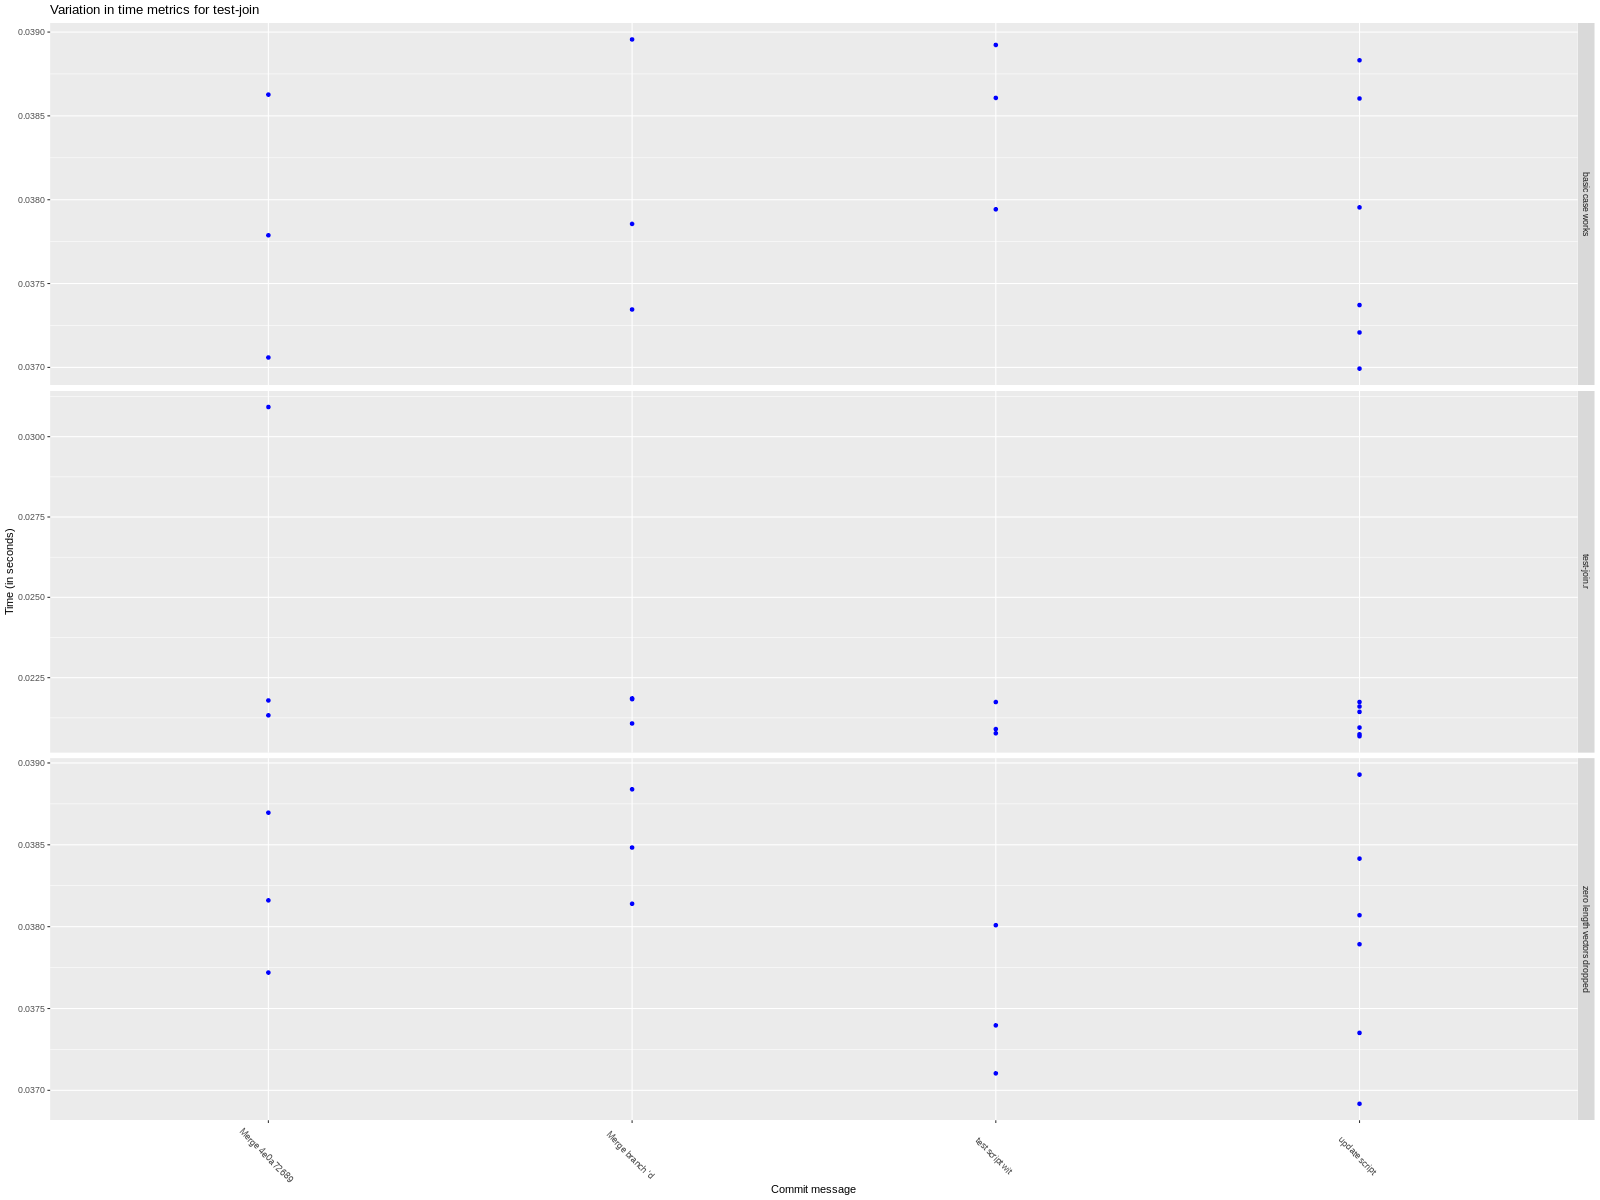 Variation in time metrics for test-join
0.0390
0.0385
0.0380
0.0375
0.0370
basic case works
0.0300
0.0275
0.0250
0.0225
test-join.r
0.0390
0.0385
0.0380
0.0375
0.0370
zero length vectors dropped
Time (in seconds)
Merge 4e0a72689
Merge branch 'd
test script wit
update script
Commit message